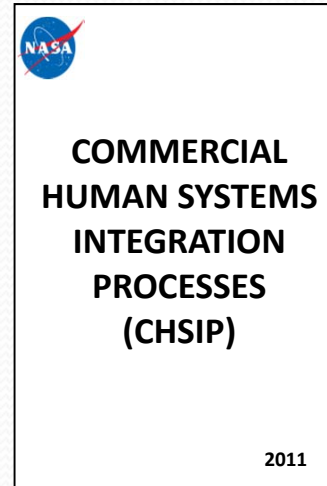 NASA
COMMERCIAL
HUMAN SYSTEMS
INTEGRATION
PROCESSES
(CHSIP)
2011